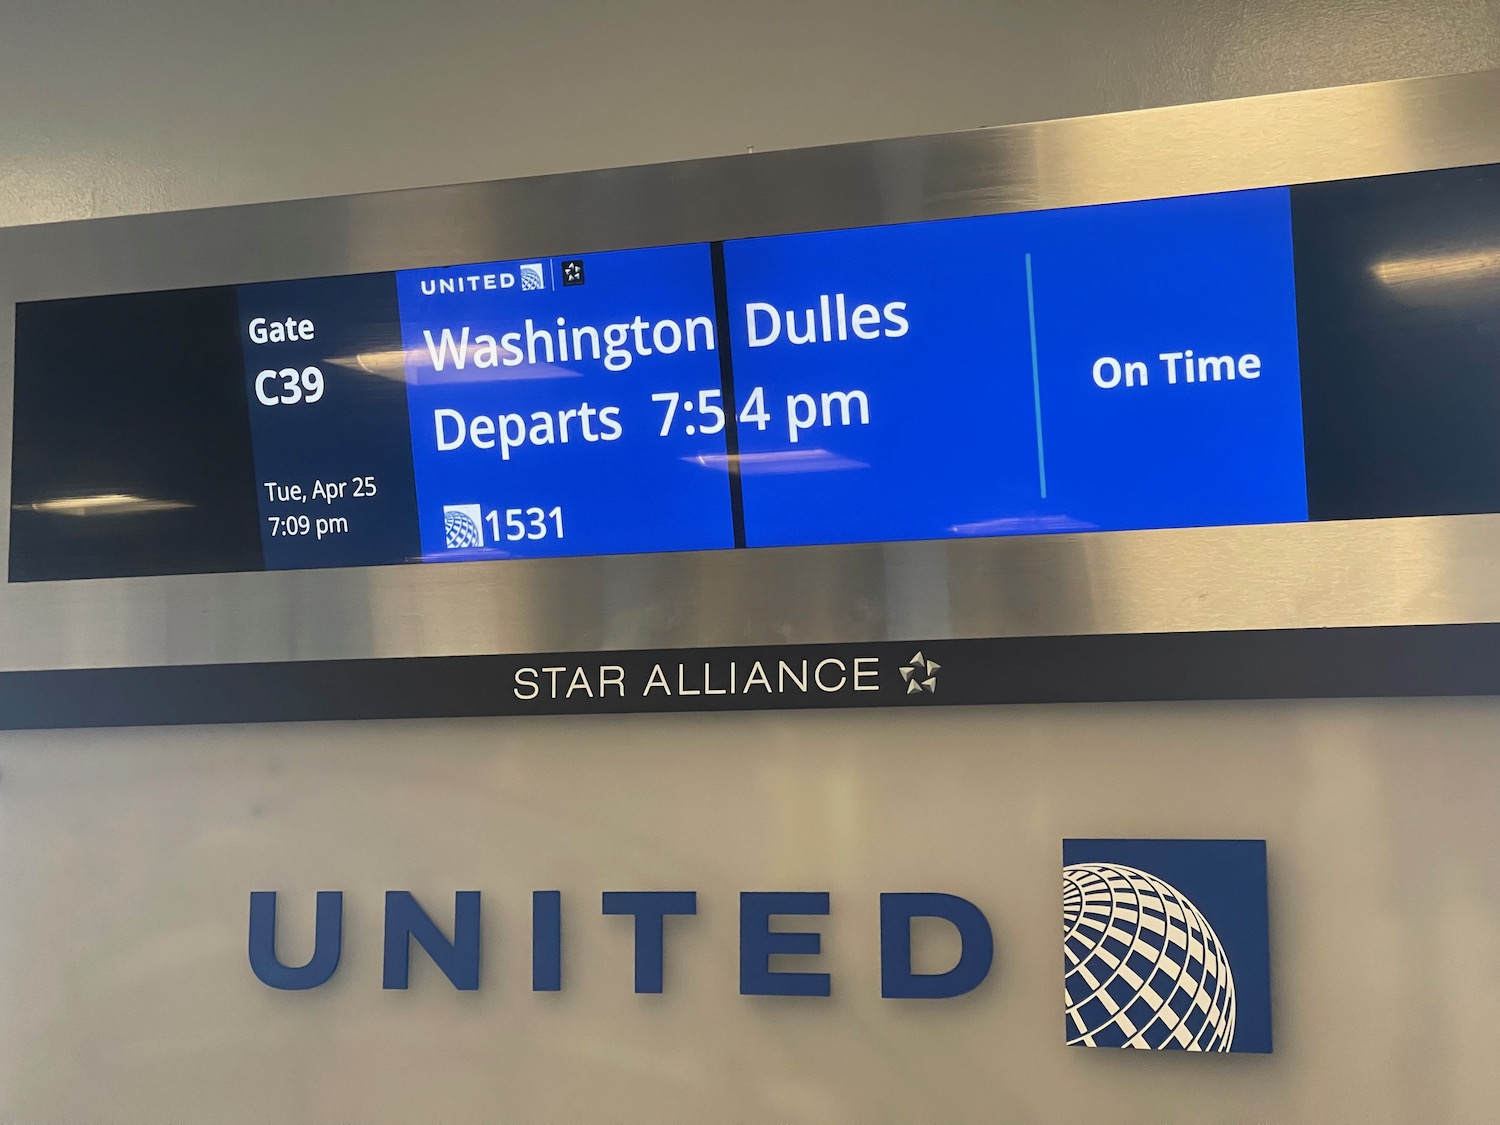 Gate
C39
Tue, Apr 25
7:09 pm
UNITED
Washington Dulles
Departs 7:54 pm
1531
On Time
STAR ALLIANCE
UNITED